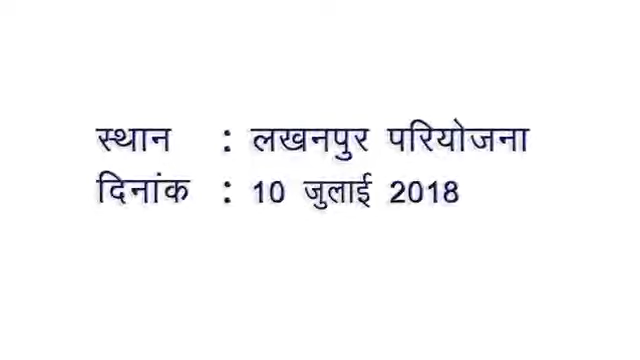 स्थान : लखनपुर परियोजना
दिनांक : 10 जुलाई 2018